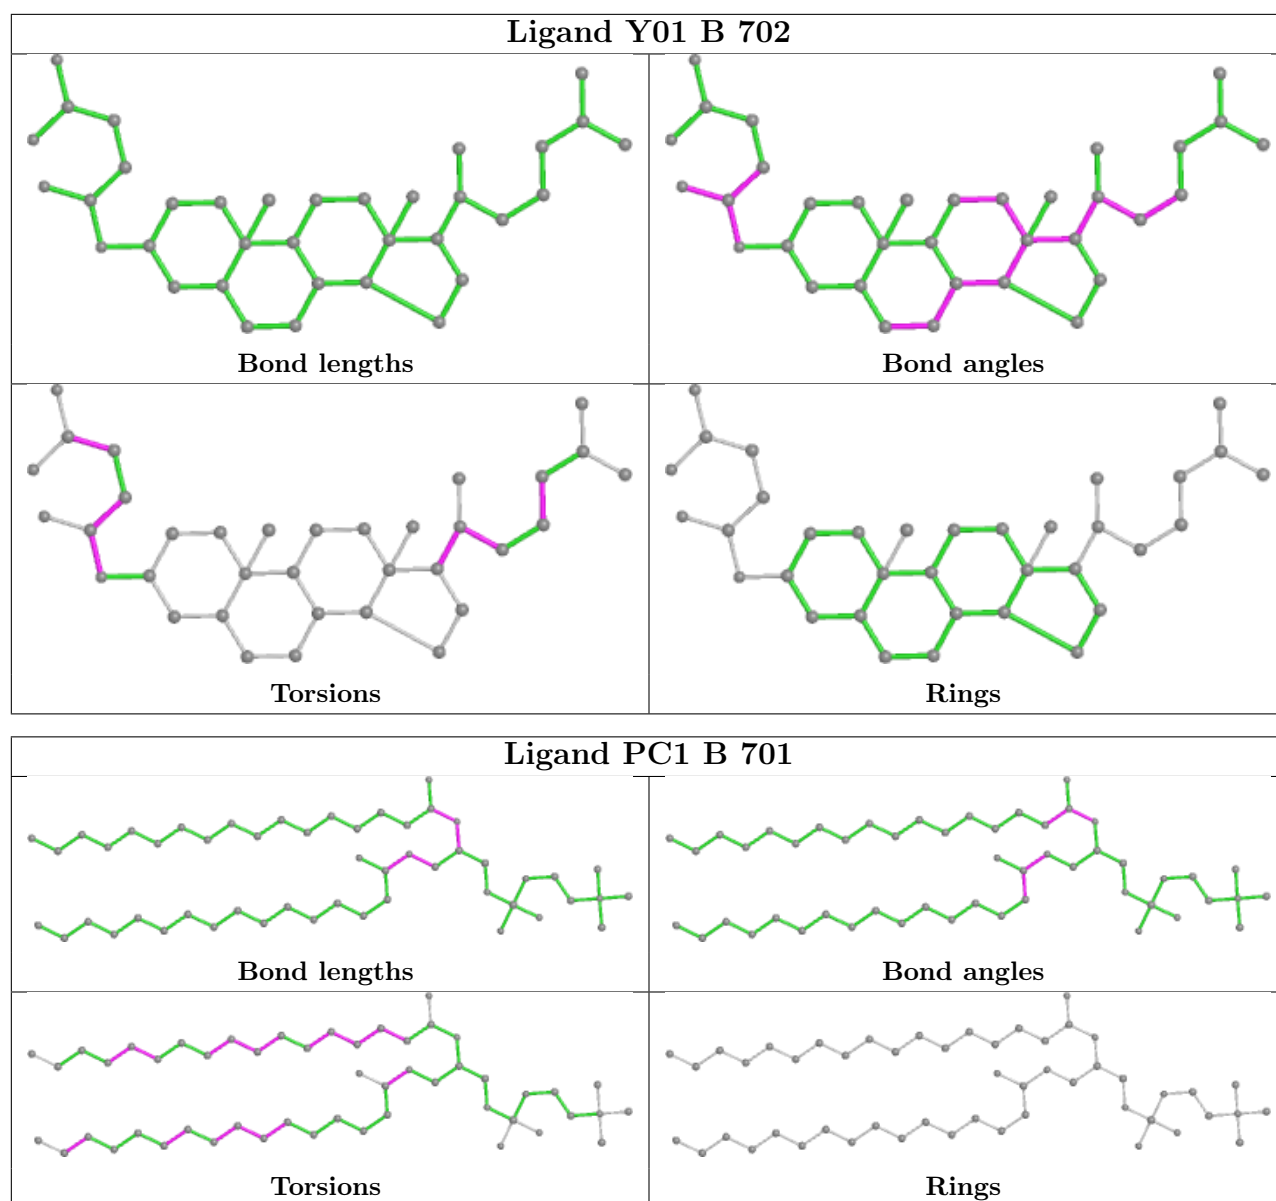 Ligand Y01 B 702
Bond lengths
Bond angles
Torsions
Rings
Ligand PC1 B 701
Bond lengths
Bond angles
Torsions
Rings